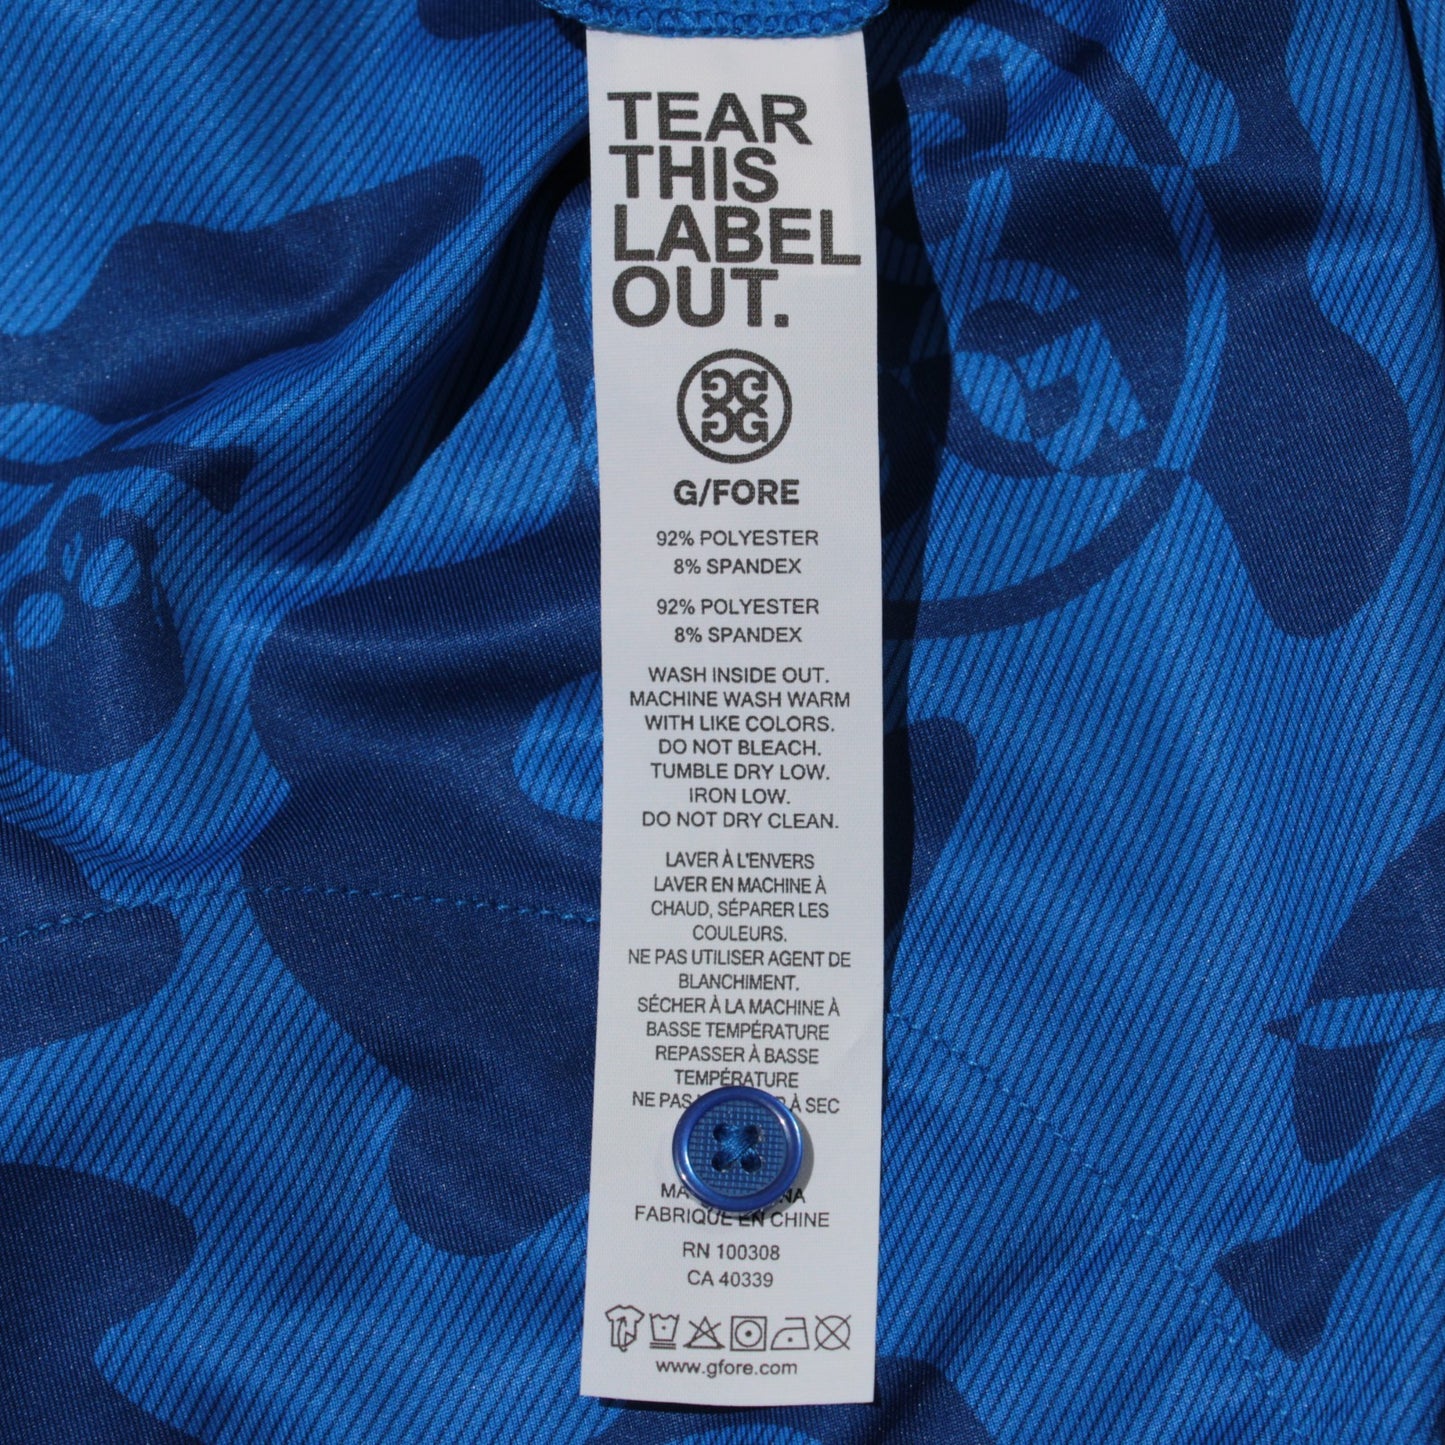 TEAR
THIS
LABEL
OUT.
G/FORE
92% POLYESTER
8% SPANDEX
92% POLYESTER
8% SPANDEX
WASH INSIDE OUT.
MACHINE WASH WARM
WITH LIKE COLORS.
DO NOT BLEACH.
TUMBLE DRY LOW.
IRON LOW.
DO NOT DRY CLEAN.
LAVER À L'ENVERS
LAVER EN MACHINE À
CHAUD, SÉPARER LES
COULEURS.
NE PAS UTILISER AGENT DE
BLANCHIMENT.
SÉCHER À LA MACHINE À
BASSE TEMPÉRATURE
REPASSER À BASSE
TEMPÉRATURE
NE PAS À SEC
FABRIQUE EN CHINE
RN 100308
CA 40339
www.gfore.com